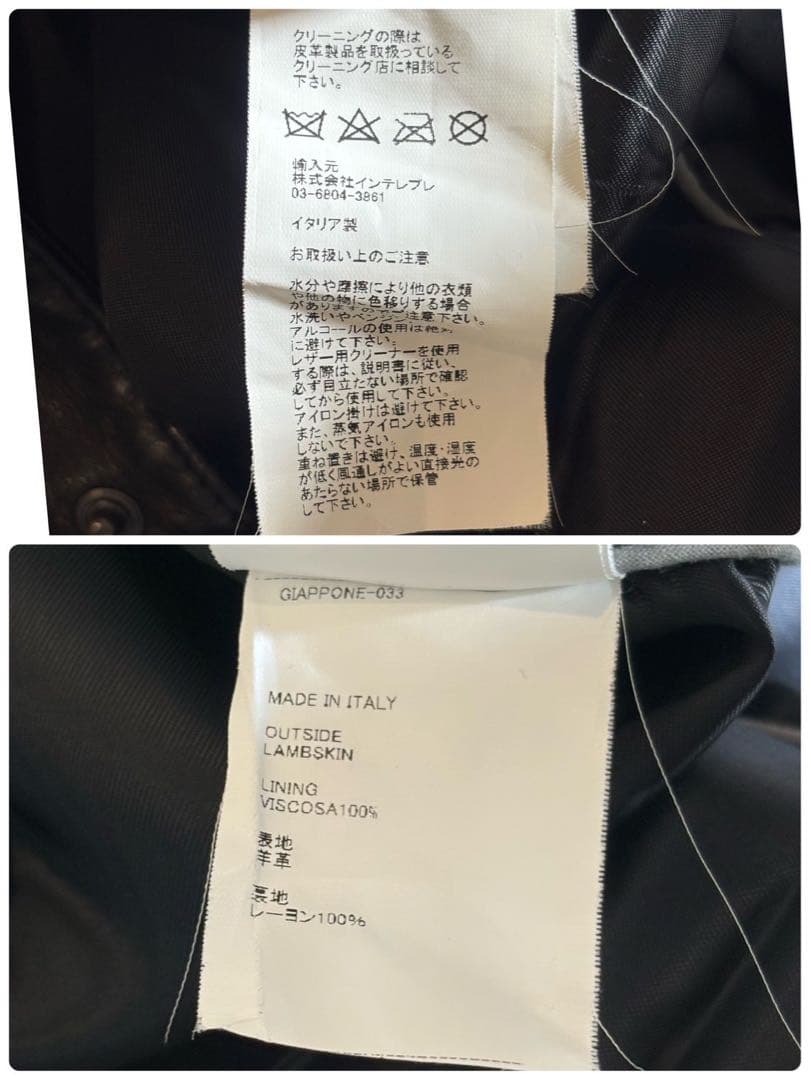 クリーニングの際は
皮革製品を取扱っている
クリーニング店に相談して
下さい。
輸入元
株式会社インテレプレ
03-6804-3861
イタリア製
お取扱い上のご注意
水分や摩擦により他の衣類
や他の物に色移りする場合
がありますのでご注意下さい。
水洗いやベンジン
アルコールの使用は絶対
に避けて下さい。
レザー用クリーナーを使用
する際は、説明書に従い、
必ず目立たない場所で確認
してから使用して下さい。
アイロン掛けは避けて下さい。
また、蒸気アイロンも使用
しないで下さい。
重ね置きは避け、温度・湿度
が低く風通しがよい直接光の
あたらない場所で保管
して下さい。
GIAPPONE-033
MADE IN ITALY
OUTSIDE
LAMBSKIN
LINING
VISCOSA100%
表地
羊革
裏地
レーヨン100%